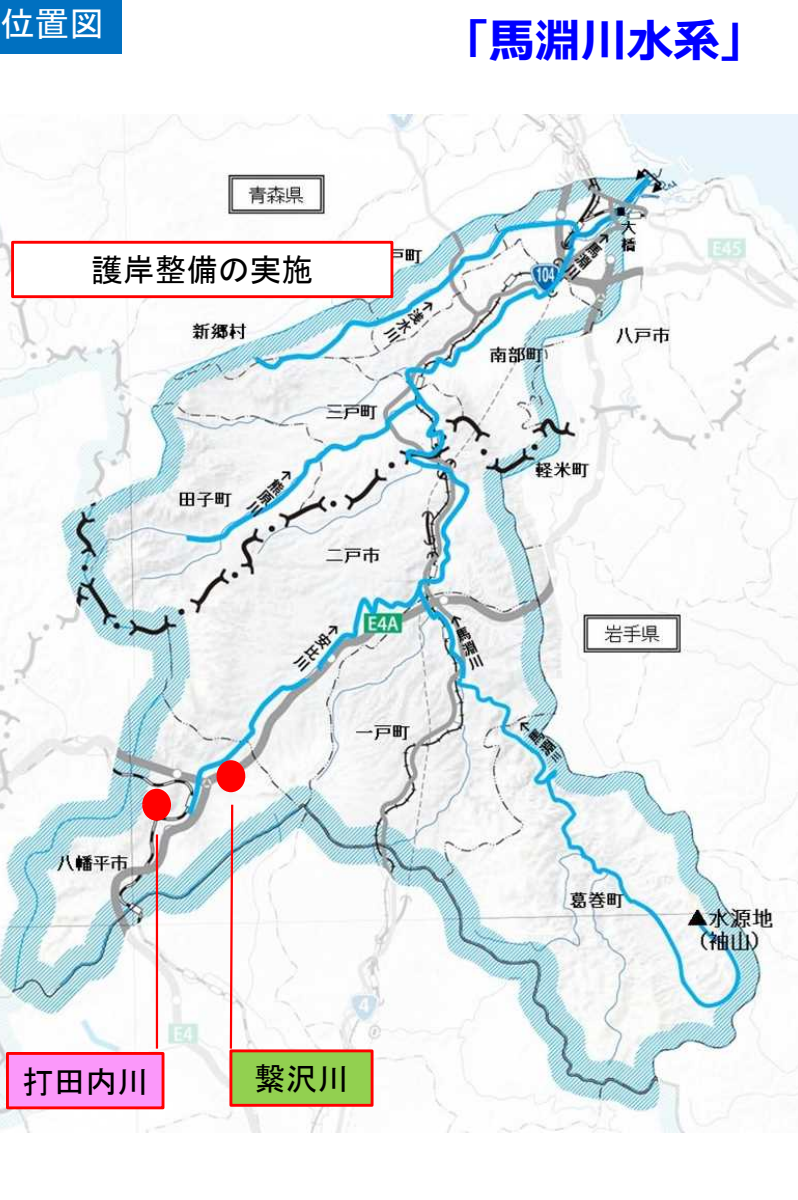 位置図
「馬淵川水系」
青森県
護岸整備の実施
戸町
大橋
E45
馬淵川
104
浅水川
新郷村
八戸市
南部町
三戸町
軽米町
熊原川
田子町
二戸市
E4A
岩手県
安比川
馬淵川
一戸町
馬淵川
八幡平市
葛巻町
▲水源地
(袖山)
4
E4
打田内川
繋沢川